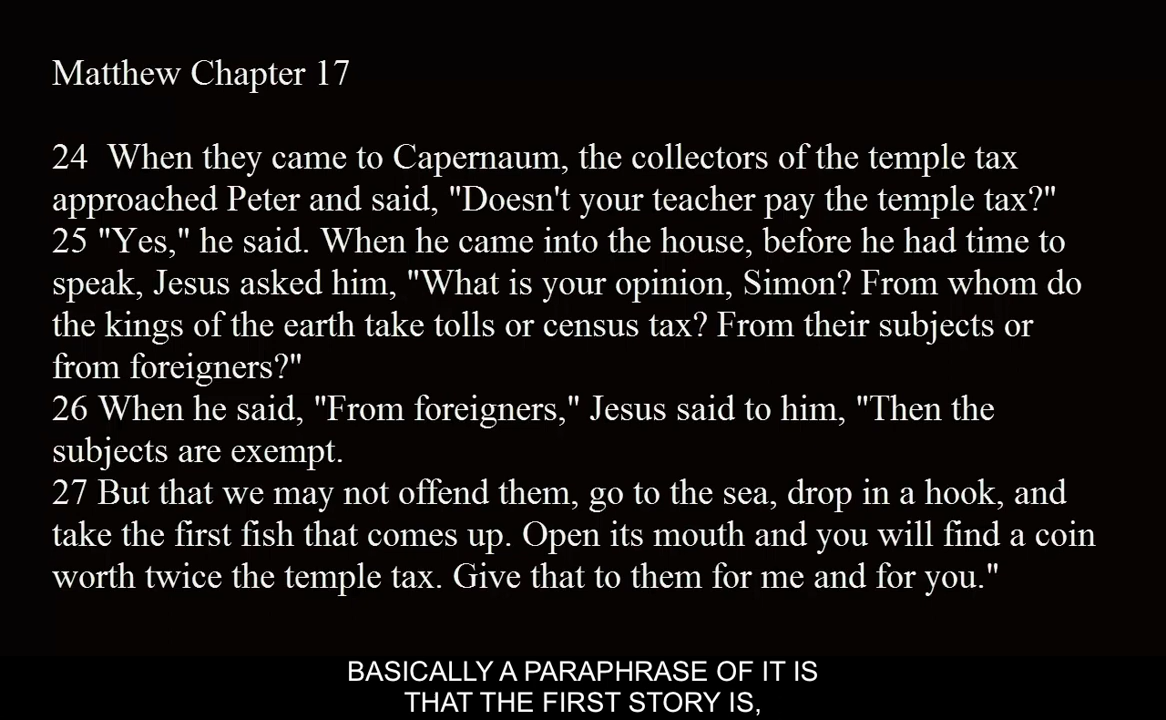 Matthew Chapter 17
24  When they came to Capernaum, the collectors of the temple tax
approached Peter and said, "Doesn't your teacher pay the temple tax?"
25 "Yes," he said. When he came into the house, before he had time to
speak, Jesus asked him, "What is your opinion, Simon? From whom do
the kings of the earth take tolls or census tax? From their subjects or
from foreigners?"
26 When he said, "From foreigners," Jesus said to him, "Then the
subjects are exempt.
27 But that we may not offend them, go to the sea, drop in a hook, and
take the first fish that comes up. Open its mouth and you will find a coin
worth twice the temple tax. Give that to them for me and for you."
BASICALLY A PARAPHRASE OF IT IS
THAT THE FIRST STORY IS,